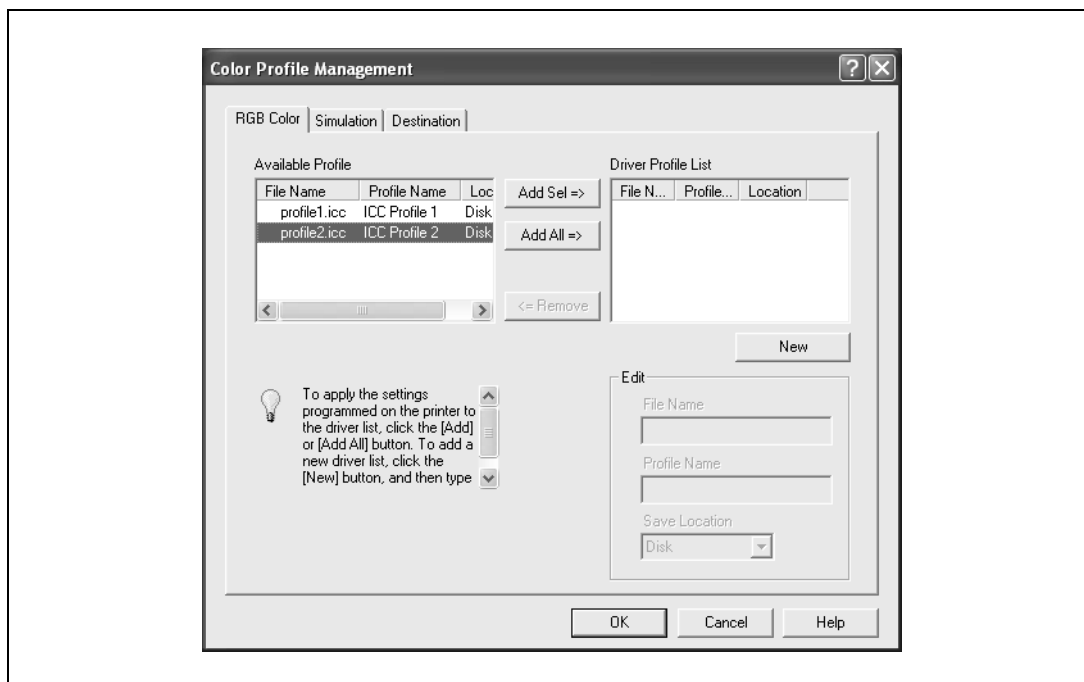 Color Profile Management
RGB Color Simulation Destination
Available Profile
File Name Profile Name Loc
profile1.icc ICC Profile 1 Disk
profile2.icc ICC Profile 2 Disk
Add Sel =>
Add All =>
<= Remove
Driver Profile List
File N... Profile... Location
New
To apply the settings
programmed on the printer to
the driver list, click the [Add]
or [Add All] button. To add a
new driver list, click the
[New] button, and then type
Edit
File Name
Profile Name
Save Location
Disk
OK Cancel Help